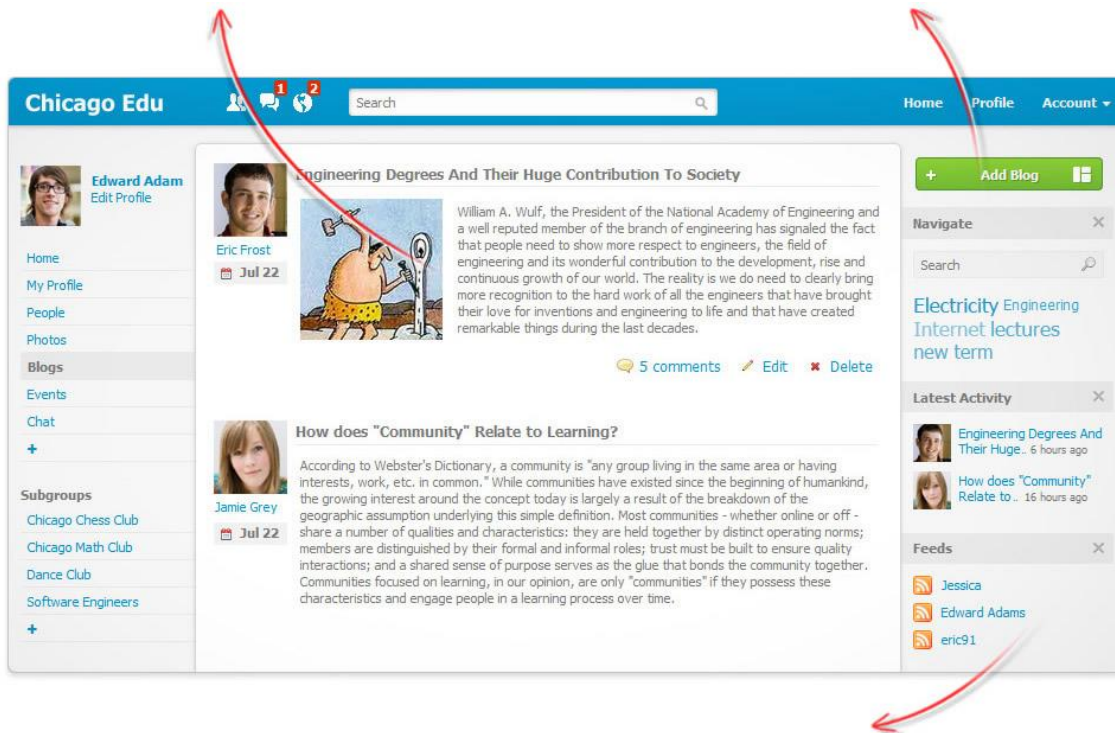 Chicago Edu
1
2
Search
Home
Profile
Account
Edward Adam
Edit Profile
Home
My Profile
People
Photos
Blogs
Events
Chat
+
Subgroups
Chicago Chess Club
Chicago Math Club
Dance Club
Software Engineers
+
Eric Frost
Jul 22
Engineering Degrees And Their Huge Contribution To Society
William A. Wulf, the President of the National Academy of Engineering and
a well reputed member of the branch of engineering has signaled the fact
that people need to show more respect to engineers, the field of
engineering and its wonderful contribution to the development, rise and
continuous growth of our world. The reality is we do need to clearly bring
more recognition to the hard work of all the engineers that have brought
their love for inventions and engineering to life and that have created
remarkable things during the last decades.
5 comments
Edit
Delete
Jamie Grey
Jul 22
How does "Community" Relate to Learning?
According to Webster's Dictionary, a community is "any group living in the same area or having
interests, work, etc. in common." While communities have existed since the beginning of humankind,
the growing interest around the concept today is largely a result of the breakdown of the
geographic assumption underlying this simple definition. Most communities - whether online or off -
share a number of qualities and characteristics: they are held together by distinct operating norms;
members are distinguished by their formal and informal roles; trust must be built to ensure quality
interactions; and a shared sense of purpose serves as the glue that bonds the community together.
Communities focused on learning, in our opinion, are only "communities" if they possess these
characteristics and engage people in a learning process over time.
+ Add Blog
Navigate
Search
Electricity Engineering
Internet lectures
new term
Latest Activity
Engineering Degrees And
Their Huge.. 6 hours ago
How does "Community"
Relate to .. 16 hours ago
Feeds
Jessica
Edward Adams
eric91